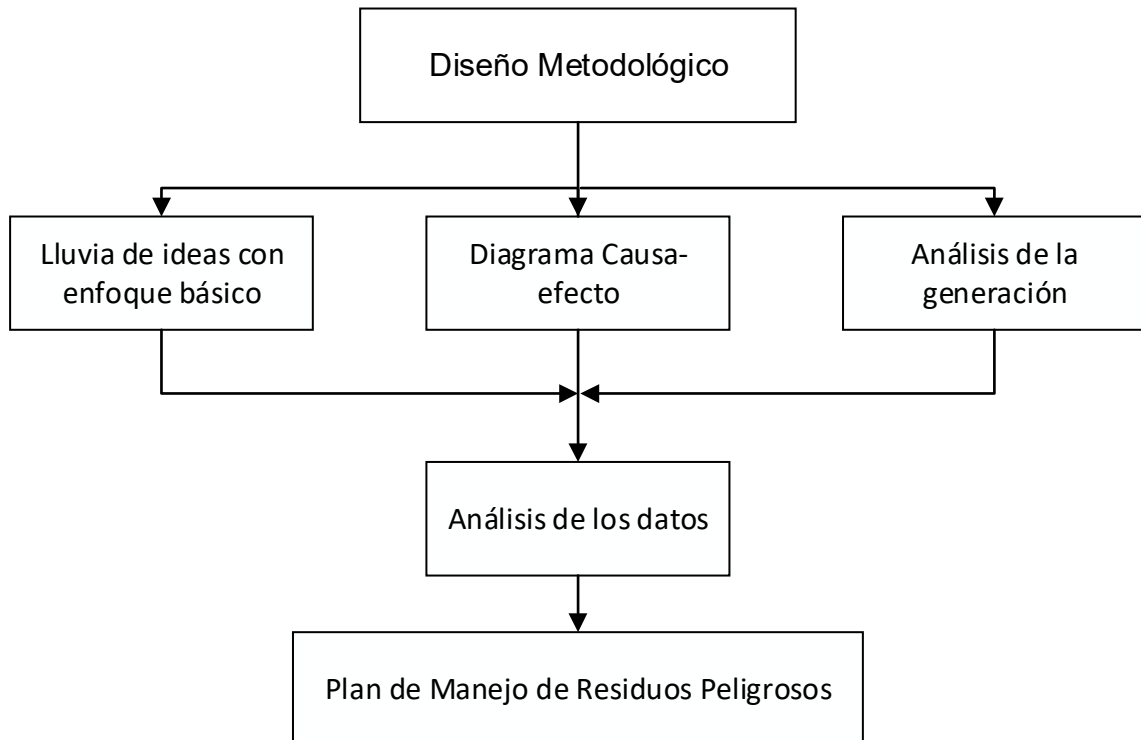 Diseño Metodológico
Lluvia de ideas con
enfoque básico
Diagrama Causa-
efecto
Análisis de la
generación
Análisis de los datos
Plan de Manejo de Residuos Peligrosos